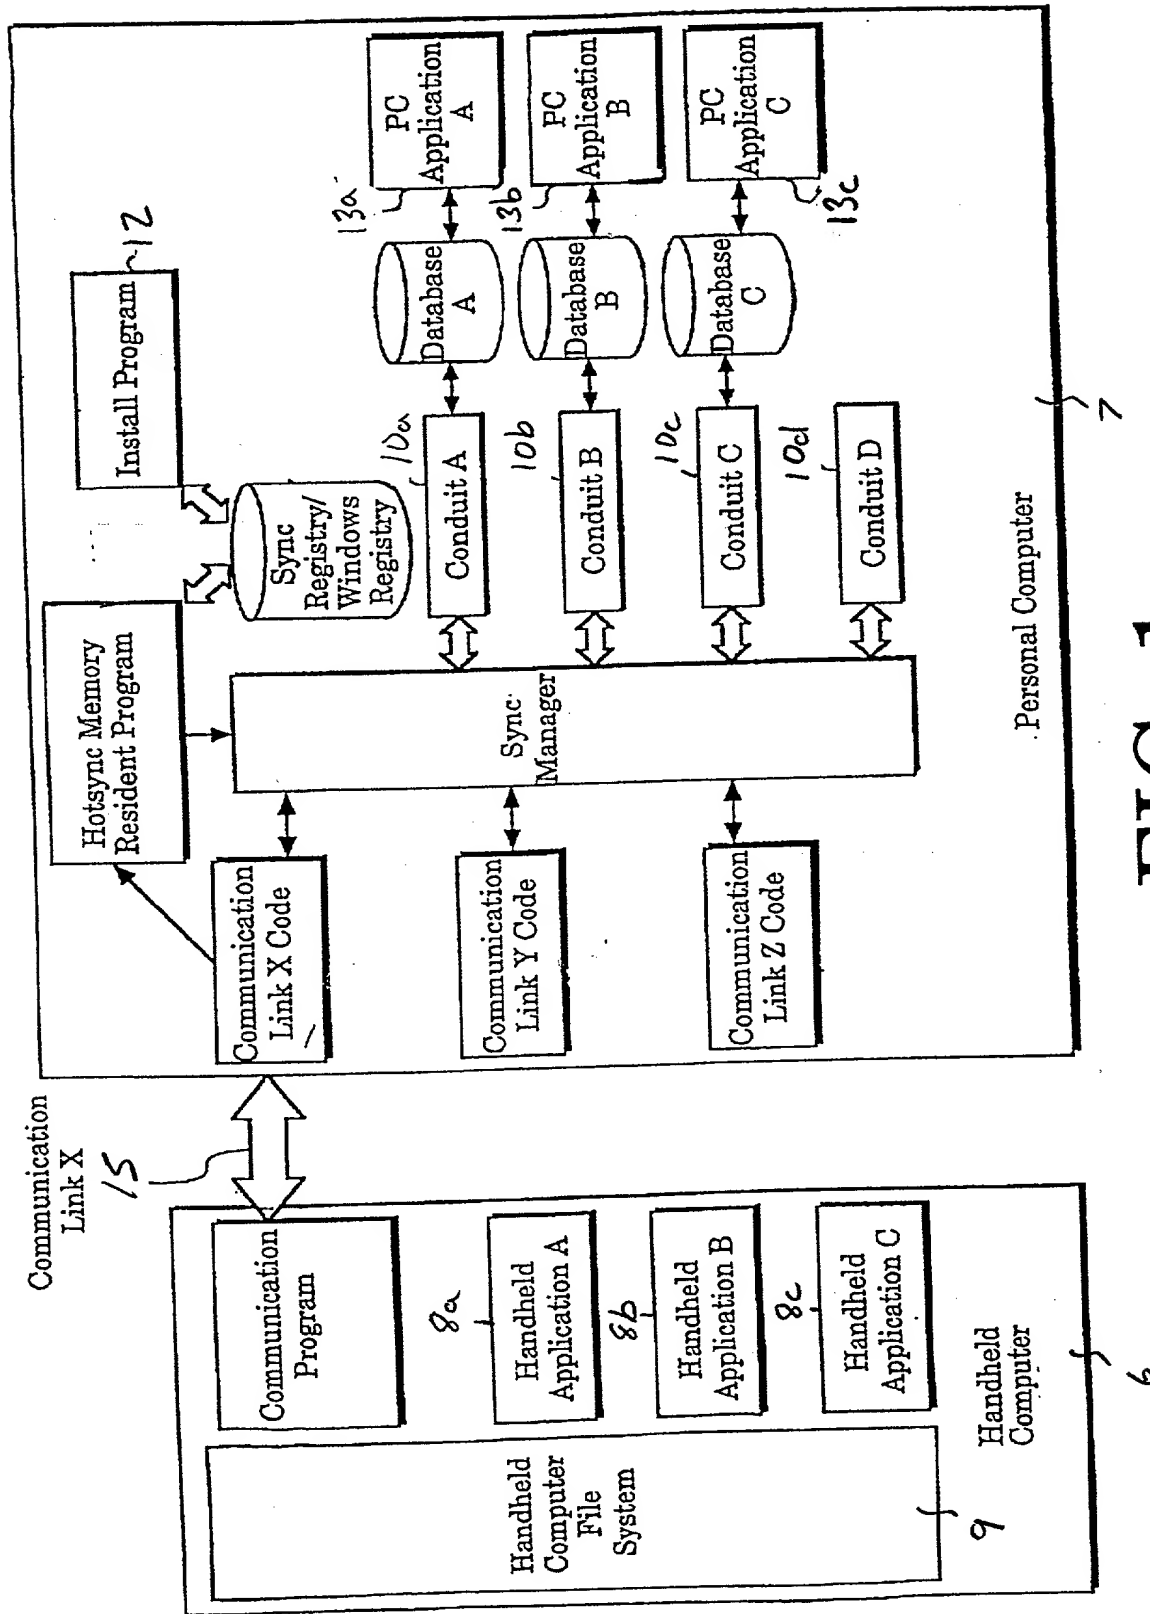 Communication
Link X
15
Handheld
Computer
File
System
9
Communication
Program
8a
Handheld
Application A
8b
Handheld
Application B
8c
Handheld
Application C
Handheld
Computer
6
Communication
Link X Code
Communication
Link Y Code
Communication
Link Z Code
Hotsync Memory
Resident Program
Sync
Manager
Install Program
12
Sync
Registry/
Windows
Registry
10a
Conduit A
10b
Conduit B
10c
Conduit C
10d
Conduit D
Database
A
Database
B
Database
C
13a
PC
Application
A
13b
PC
Application
B
13c
PC
Application
C
Personal Computer
7